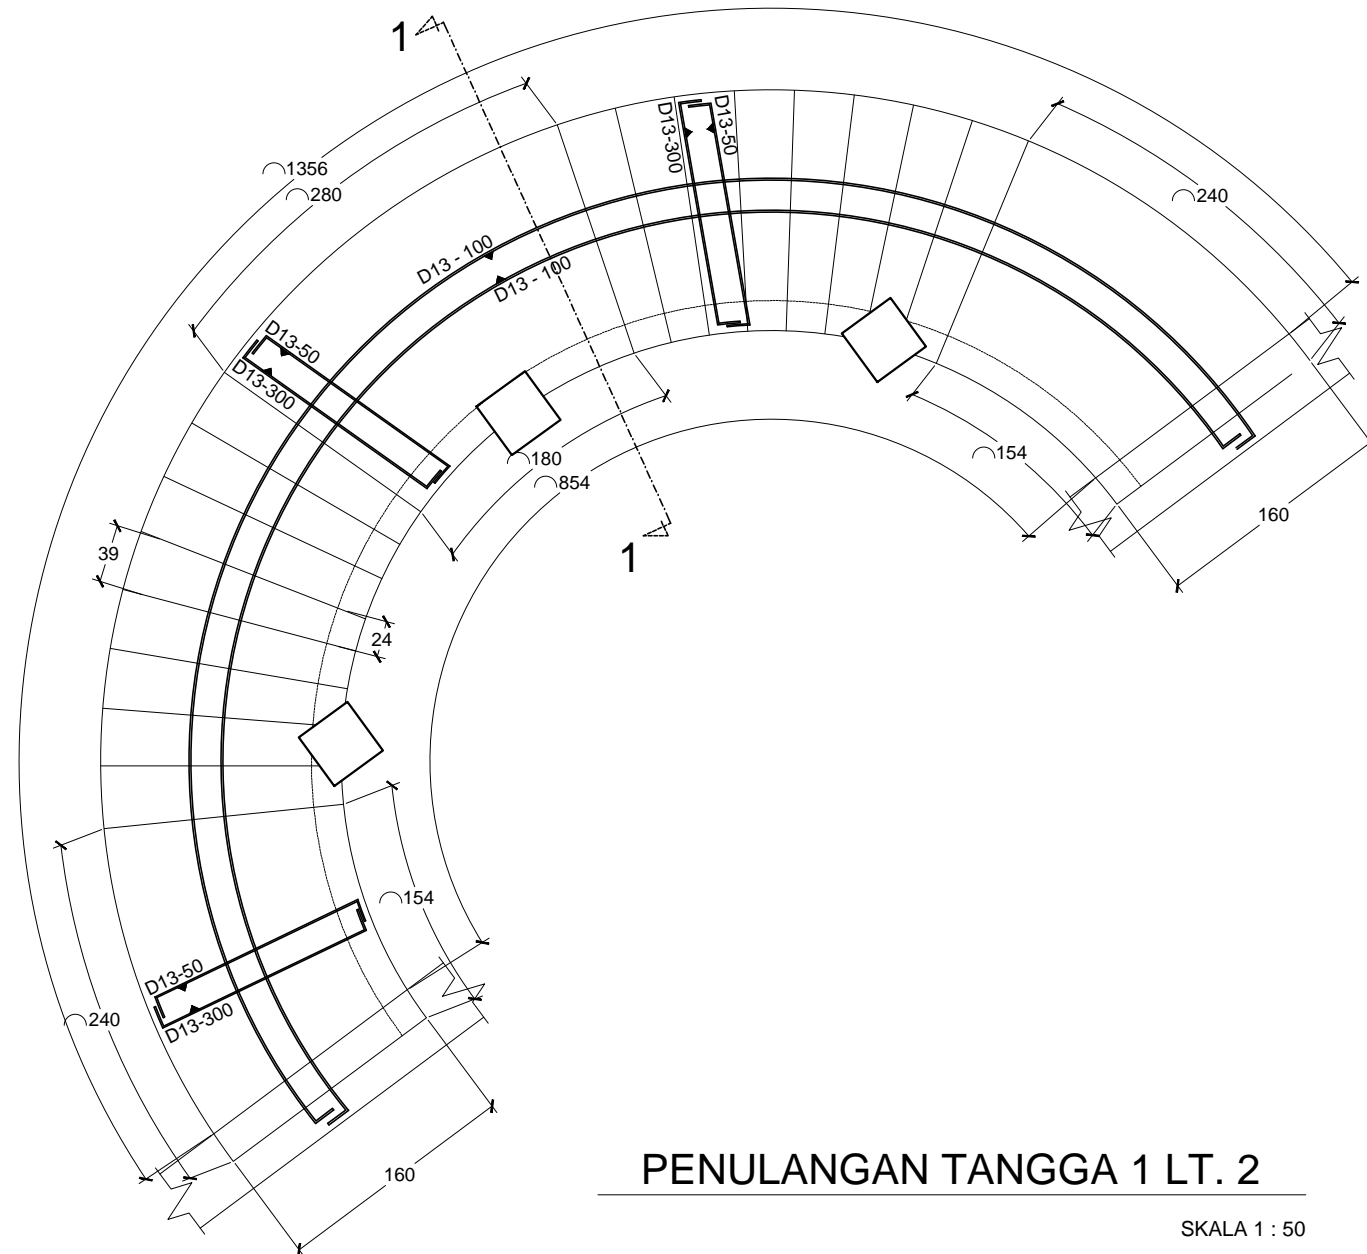 1
D13-300
D13-50
⌒1356
⌒280
⌒240
D13 - 100
D13 - 100
D13-50
D13-300
⌒180
⌒854
⌒154
160
1
39
24
⌒154
D13-50
D13-300
⌒240
160
PENULANGAN TANGGA 1 LT. 2
SKALA 1 : 50